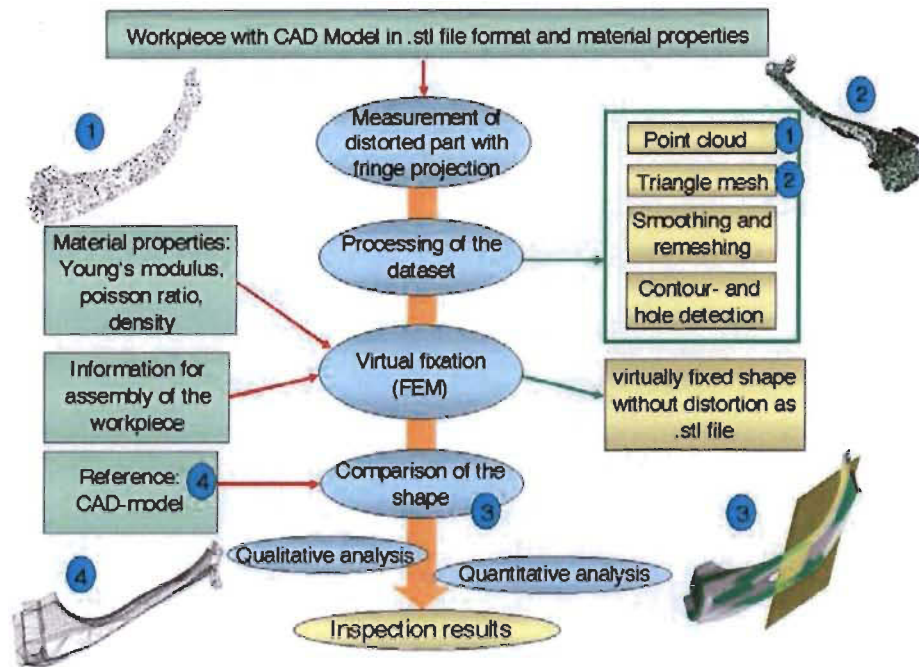 Workpiece with CAD Model in .stl file format and material properties
1
2
Measurement of
distorted part with
fringe projection
Point cloud 1
Triangle mesh 2
Smoothing and
remeshing
Contour- and
hole detection
Processing of the
dataset
Material properties:
Young's modulus,
poisson ratio,
density
Virtual fixation
(FEM)
Information for
assembly of the
workpiece
virtually fixed shape
without distortion as
.stl file
Reference:
CAD-model
4
Comparison of the
shape
3
3
4
Qualitative analysis
Quantitative analysis
Inspection results